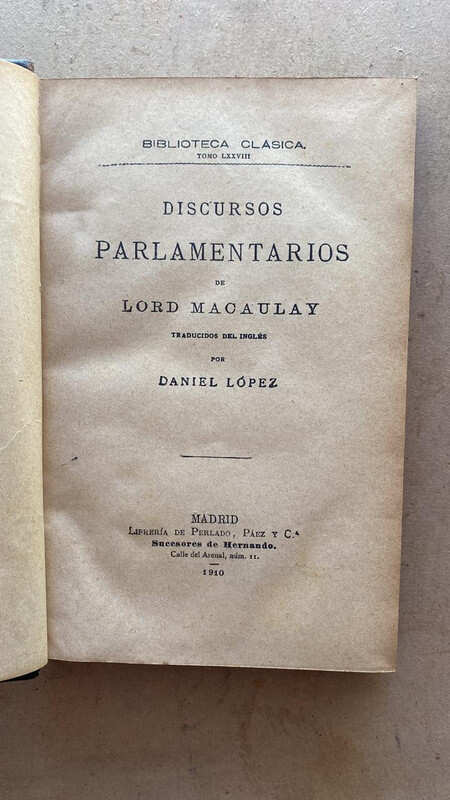 BIBLIOTECA CLÁSICA.
TOMO LXXVIII
DISCURSOS
PARLAMENTARIOS
DE
LORD MACAULAY
TRADUCIDOS DEL INGLÉS
POR
DANIEL LÓPEZ
MADRID
LIBRERÍA DE PERLADO, PÁEZ Y C.ª
Sucesores de Hernando.
Calle del Arenal, núm. 11.
1910